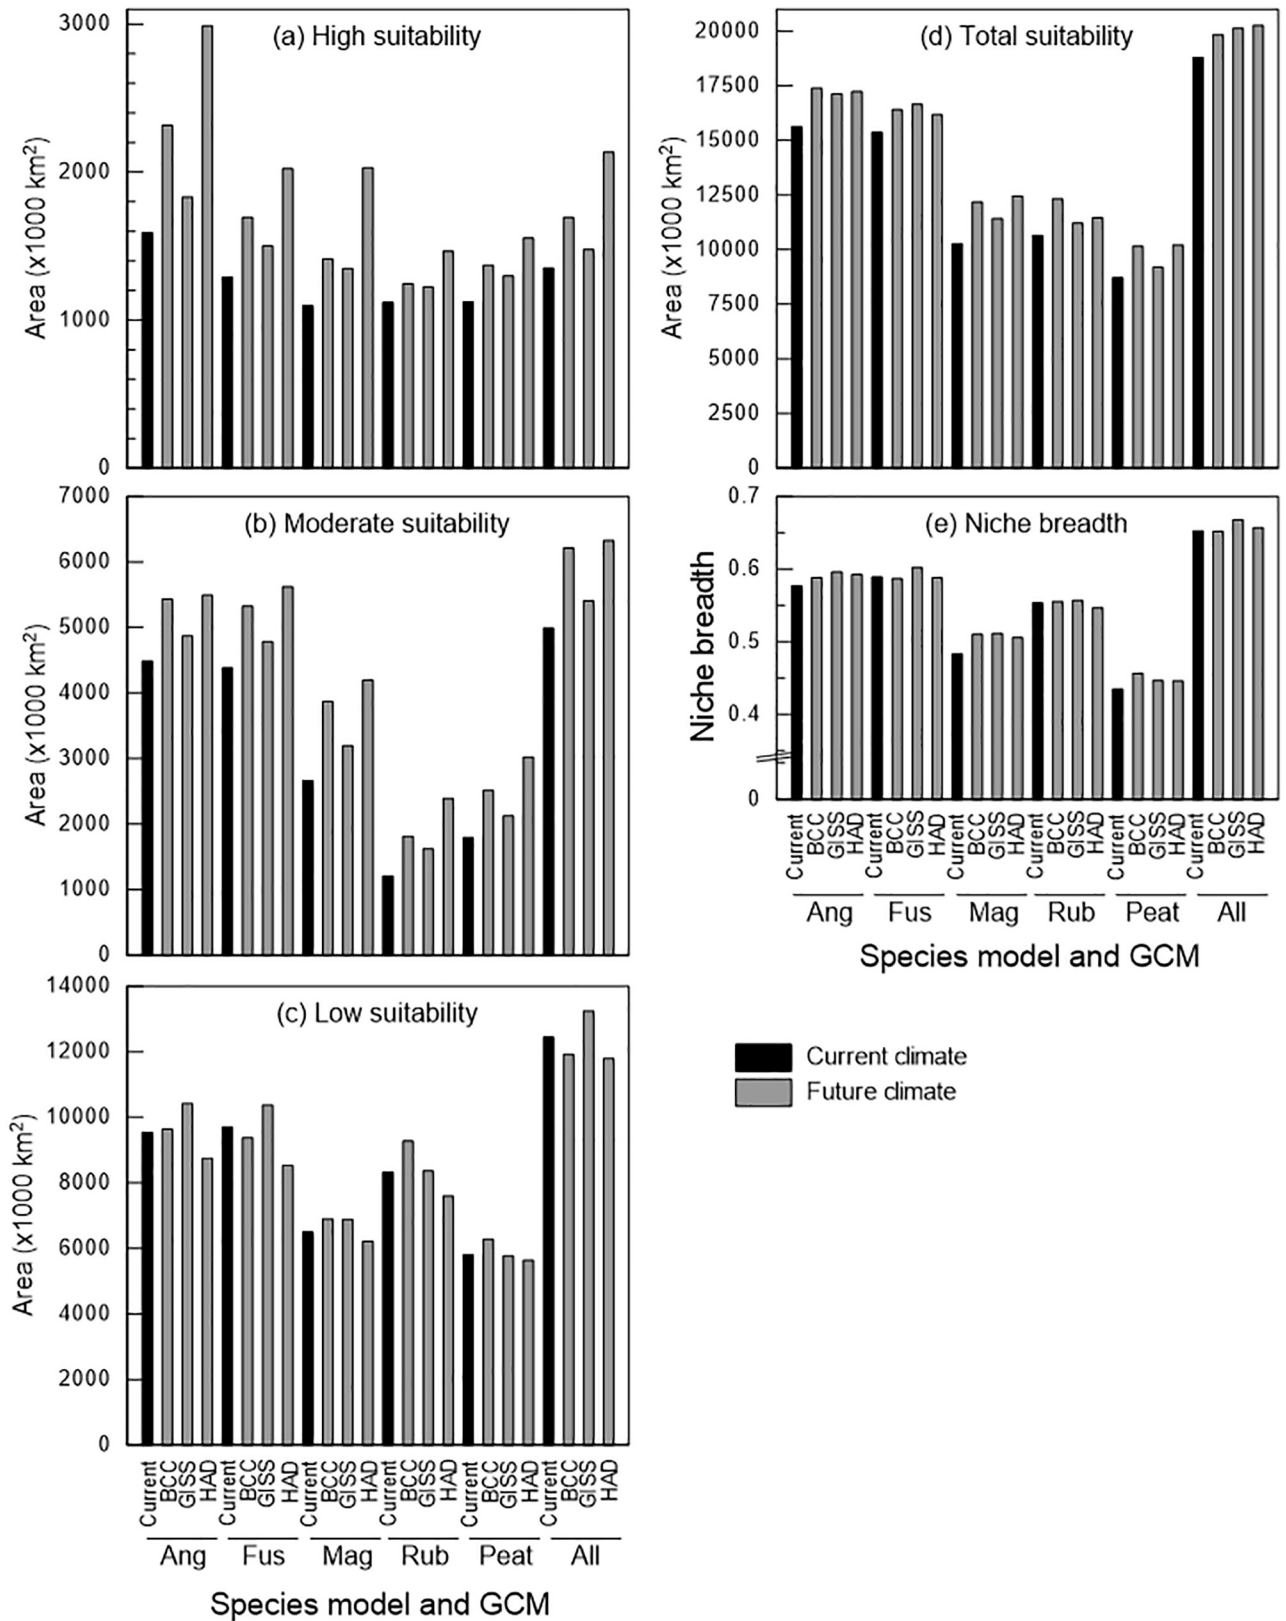 (a) High suitability
3000
2000
1000
0
Area (x1000 km²)
(b) Moderate suitability
7000
6000
5000
4000
3000
2000
1000
0
Area (x1000 km²)
(c) Low suitability
14000
12000
10000
8000
6000
4000
2000
0
Area (x1000 km²)
Current BCC GISS HAD Current BCC GISS HAD Current BCC GISS HAD Current BCC GISS HAD Current BCC GISS HAD Current BCC GISS HAD
Ang Fus Mag Rub Peat All
Species model and GCM
(d) Total suitability
20000
17500
15000
12500
10000
7500
5000
2500
0
Area (x1000 km²)
(e) Niche breadth
0.7
0.6
0.5
0.4
0
Niche breadth
Current BCC GISS HAD Current BCC GISS HAD Current BCC GISS HAD Current BCC GISS HAD Current BCC GISS HAD Current BCC GISS HAD
Ang Fus Mag Rub Peat All
Species model and GCM
Current climate
Future climate